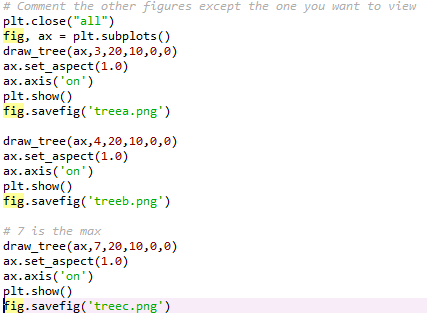 # Comment the other figures except the one you want to view
plt.close("all")
fig, ax = plt.subplots()
draw_tree(ax,3,20,10,0,0)
ax.set_aspect(1.0)
ax.axis('on')
plt.show()
fig.savefig('treea.png')
draw_tree(ax,4,20,10,0,0)
ax.set_aspect(1.0)
ax.axis('on')
plt.show()
fig.savefig('treeb.png')
# 7 is the max
draw_tree(ax,7,20,10,0,0)
ax.set_aspect(1.0)
ax.axis('on')
plt.show()
fig.savefig('treec.png')